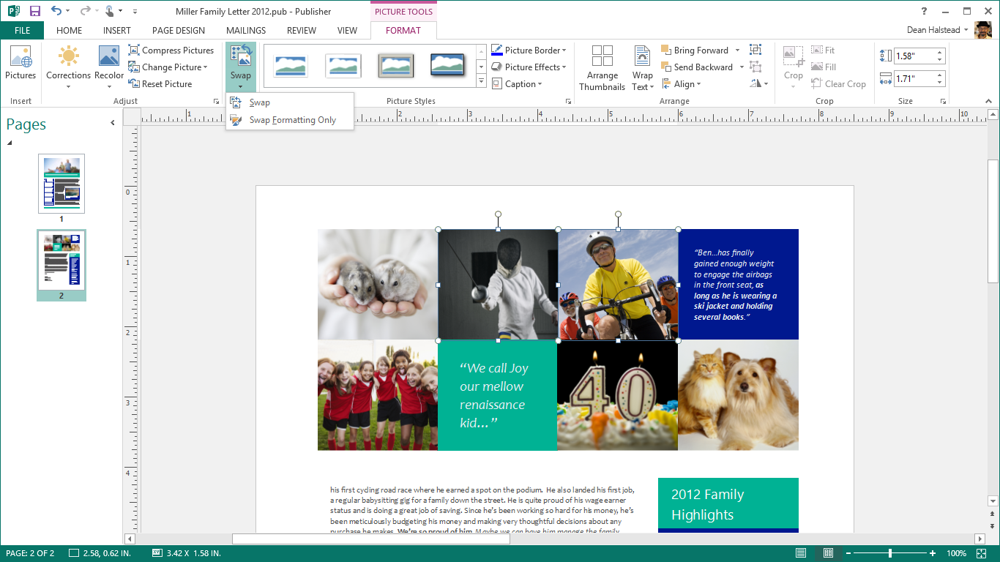 Miller Family Letter 2012.pub - Publisher
PICTURE TOOLS
?
FILE
HOME
INSERT
PAGE DESIGN
MAILINGS
REVIEW
VIEW
FORMAT
Dean Halstead
Pictures
Insert
Corrections
Recolor
Compress Pictures
Change Picture
Reset Picture
Adjust
Swap
Swap
Swap Formatting Only
Picture Border
Picture Effects
Caption
Picture Styles
Arrange
Thumbnails
Wrap
Text
Bring Forward
Send Backward
Align
Arrange
Crop
Fit
Fill
Clear Crop
Crop
1.58"
1.71"
Size
Pages
1
2
1 2 3 4 5 6 7 8 9 10
0
1
2
3
4
“Ben...has finally
gained enough weight
to engage the airbags
in the front seat, as
long as he is wearing a
ski jacket and holding
several books.”
“We call Joy
our mellow
renaissance
kid...”
40
his first cycling road race where he earned a spot on the podium. He also landed his first job,
a regular babysitting gig for a family down the street. He is quite proud of his wage earner
status and is doing a great job of saving. Since he’s been working so hard for his money, he’s
been meticulously budgeting his money and making very thoughtful decisions about any
purchase he makes. We’re so proud of him. Maybe we can have him manage the family
2012 Family
Highlights
PAGE: 2 OF 2
2.58, 0.62 IN.
3.42 X 1.58 IN.
100%